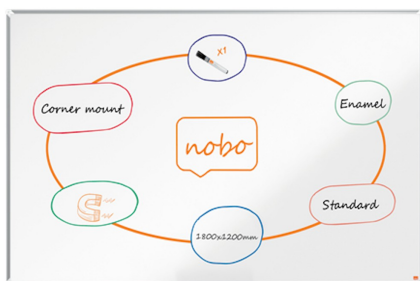 X1
Corner mount
Enamel
nobo
Standard
1800x1200mm